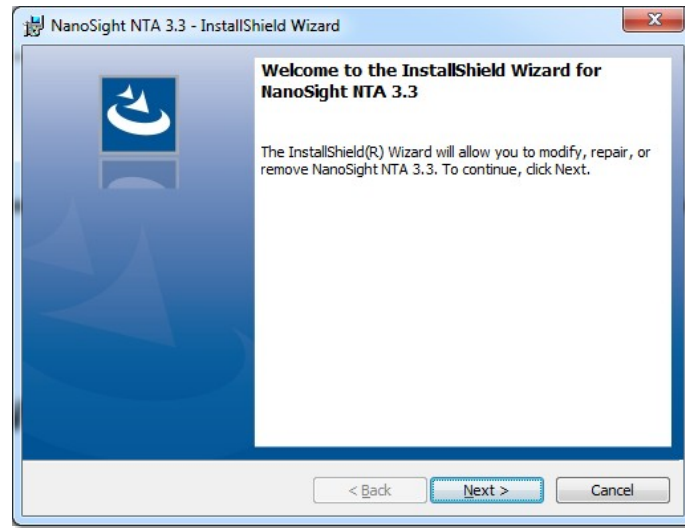 NanoSight NTA 3.3 - InstallShield Wizard
Welcome to the InstallShield Wizard for
NanoSight NTA 3.3
The InstallShield(R) Wizard will allow you to modify, repair, or
remove NanoSight NTA 3.3. To continue, click Next.
< Back Next > Cancel